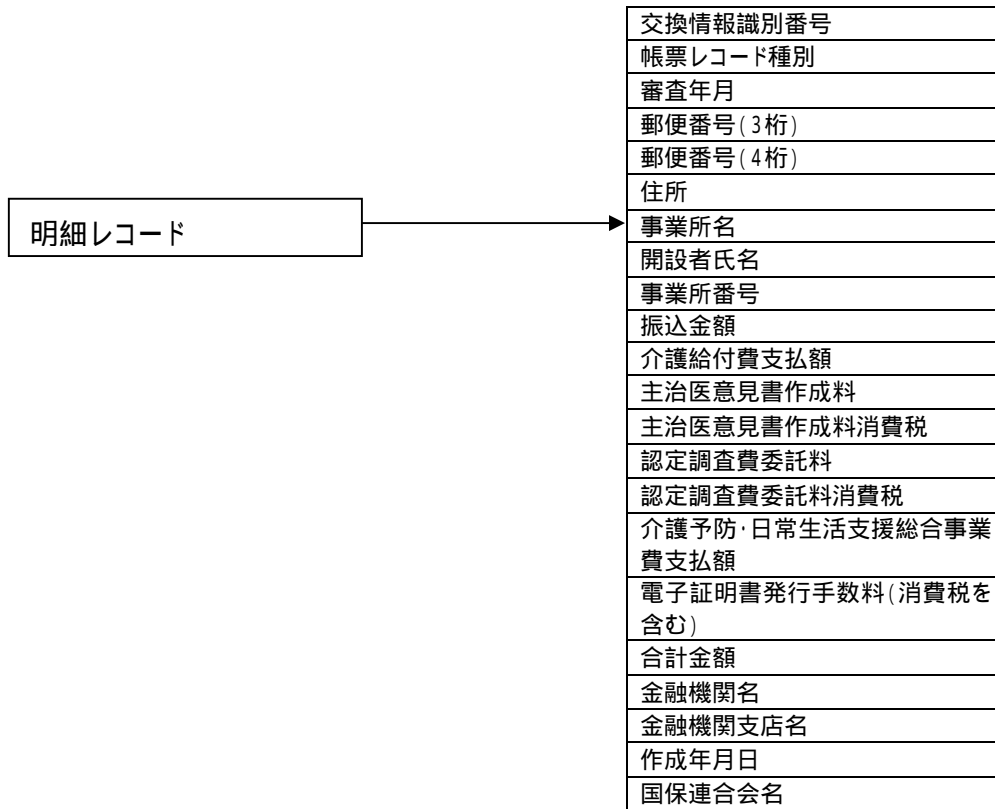 明細レコード
交換情報識別番号
帳票レコード種別
審査年月
郵便番号(3桁)
郵便番号(4桁)
住所
事業所名
開設者氏名
事業所番号
振込金額
介護給付費支払額
主治医意見書作成料
主治医意見書作成料消費税
認定調査費委託料
認定調査費委託料消費税
介護予防・日常生活支援総合事業
費支払額
電子証明書発行手数料(消費税を
含む)
合計金額
金融機関名
金融機関支店名
作成年月日
国保連合会名